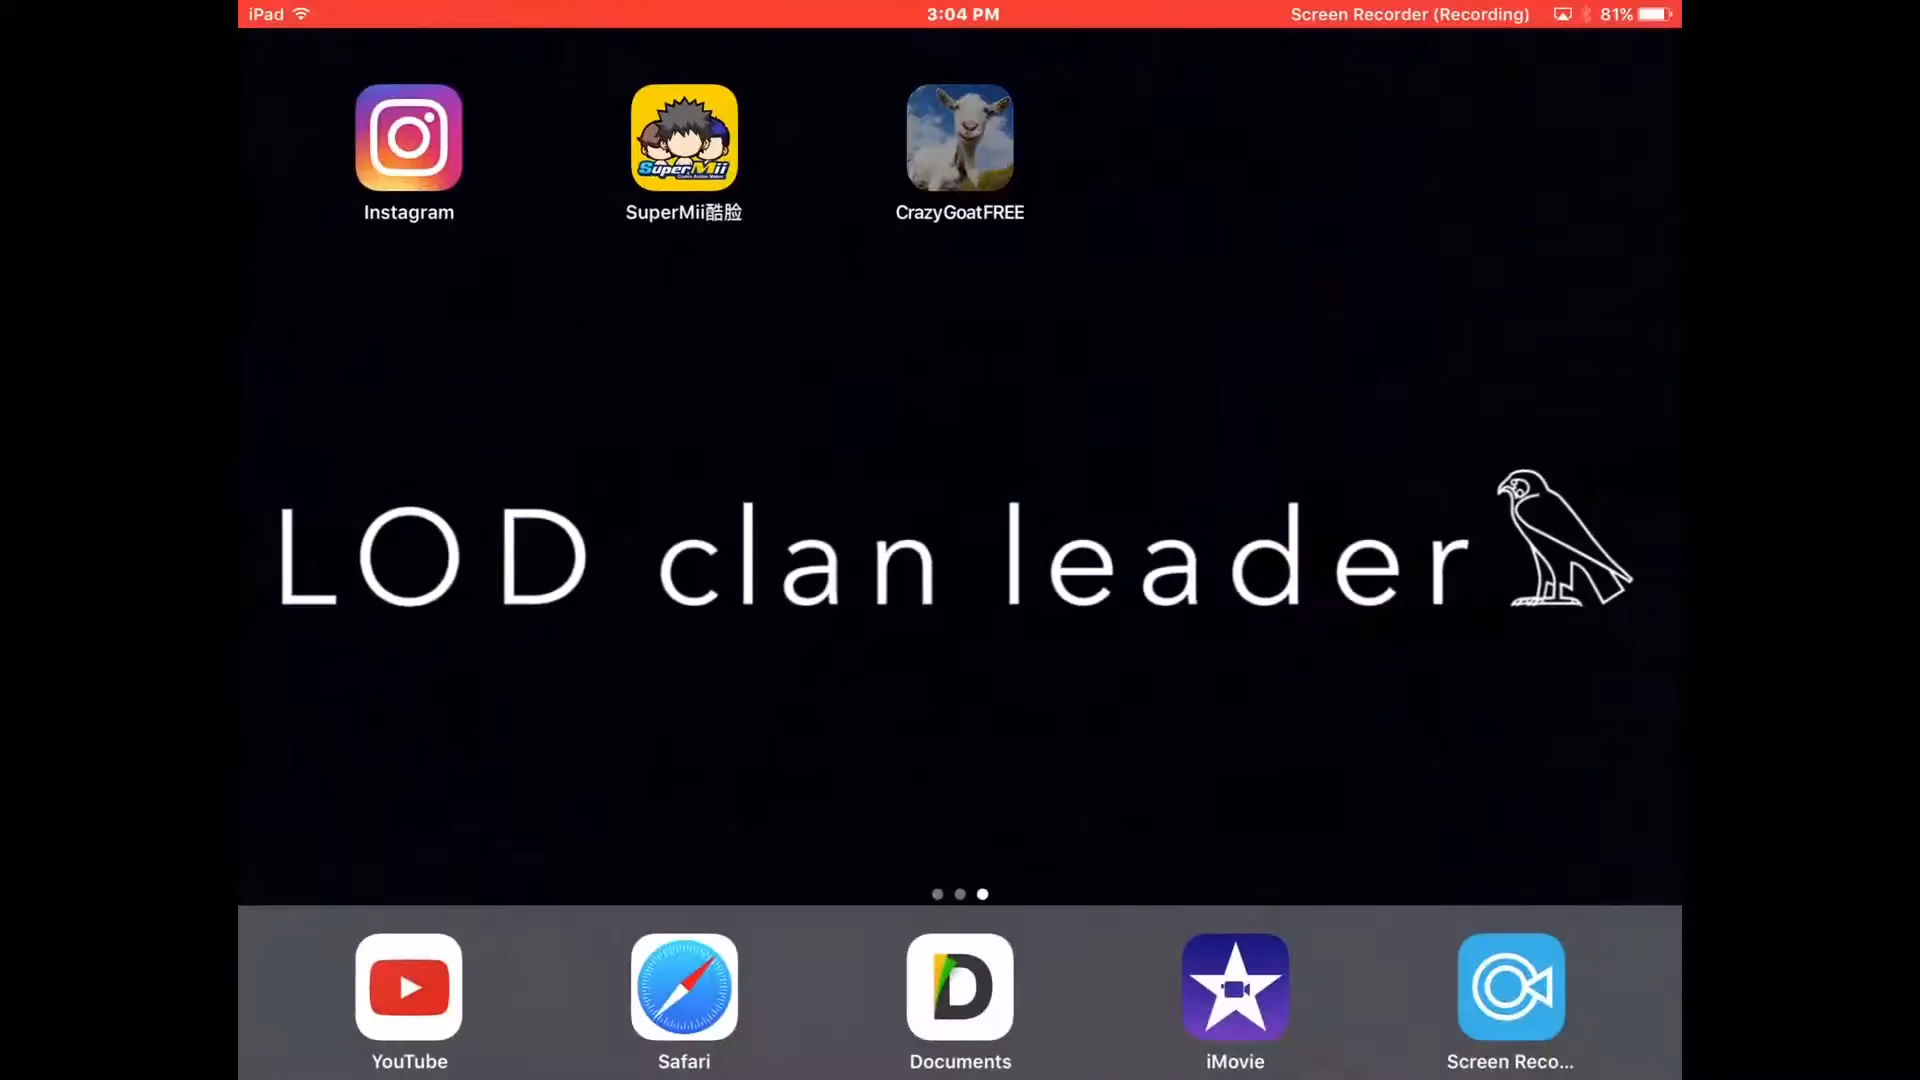 iPad 3:04 PM Screen Recorder (Recording) 81%
SuperMii
Instagram SuperMii酷脸 CrazyGoatFREE
LOD clan leader
D
YouTube Safari Documents iMovie Screen Reco...